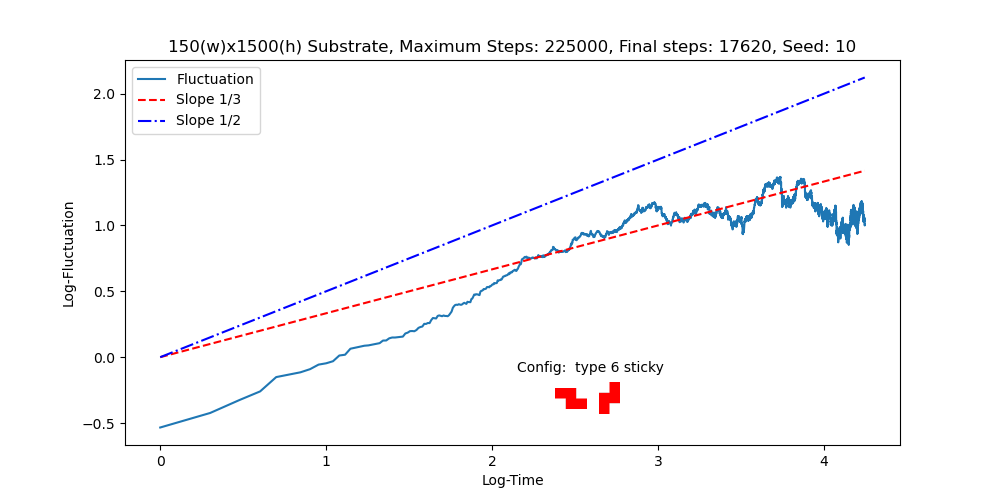 150(w)x1500(h) Substrate, Maximum Steps: 225000, Final steps: 17620, Seed: 10
Fluctuation
Slope 1/3
Slope 1/2
2.0
1.5
1.0
0.5
0.0
−0.5
Log-Fluctuation
Config:  type 6 sticky
0 1 2 3 4
Log-Time